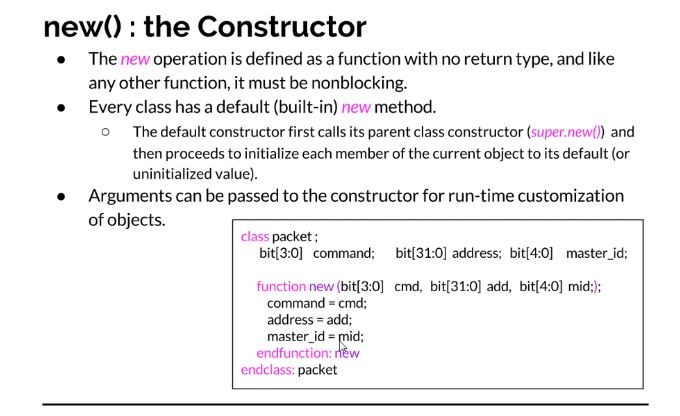 new() : the Constructor
● The new operation is defined as a function with no return type, and like
any other function, it must be nonblocking.
● Every class has a default (built-in) new method.
○ The default constructor first calls its parent class constructor (super.new()) and
then proceeds to initialize each member of the current object to its default (or
uninitialized value).
● Arguments can be passed to the constructor for run-time customization
of objects.
class packet ;
bit[3:0] command; bit[31:0] address; bit[4:0] master_id;
function new (bit[3:0] cmd, bit[31:0] add, bit[4:0] mid;);
command = cmd;
address = add;
master_id = mid;
endfunction: new
endclass: packet